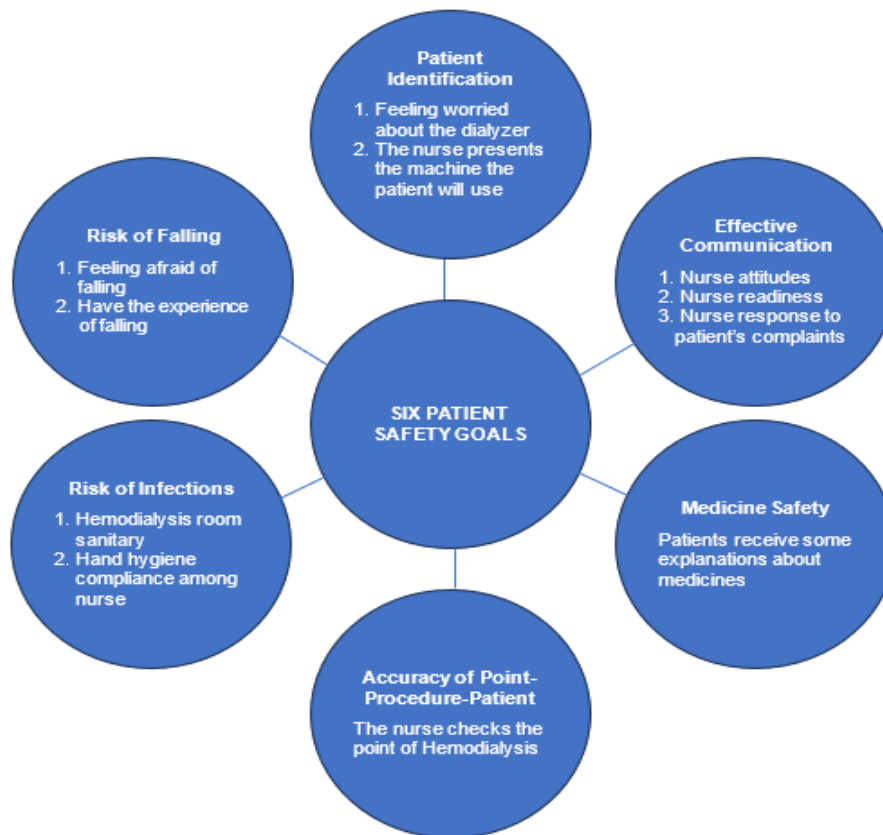 Patient
Identification
1. Feeling worried
about the dialyzer
2. The nurse presents
the machine the
patient will use
Effective
Communication
1. Nurse attitudes
2. Nurse readiness
3. Nurse response to
patient's complaints
Medicine Safety
Patients receive some
explanations about
medicines
Accuracy of Point-
Procedure-Patient
The nurse checks the
point of Hemodialysis
Risk of Infections
1. Hemodialysis room
sanitary
2. Hand hygiene
compliance among
nurse
Risk of Falling
1. Feeling afraid of
falling
2. Have the experience
of falling
SIX PATIENT
SAFETY GOALS